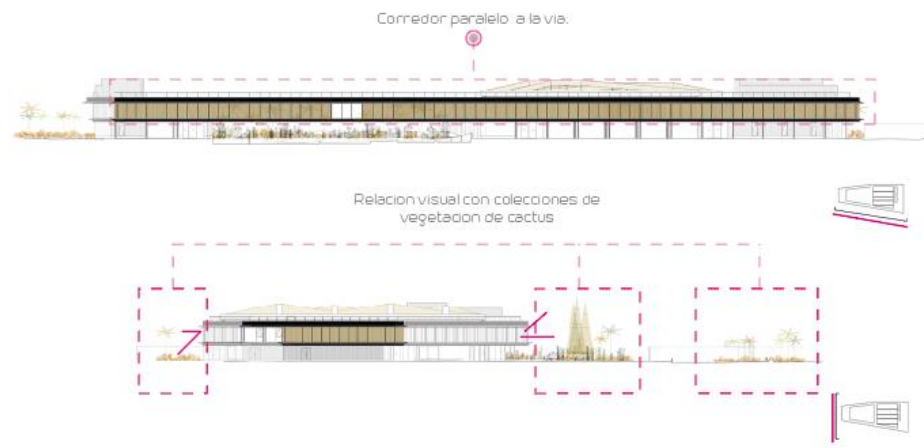 Corredor paralelo a la via.
Relacion visual con colecciones de
vegetacion de cactus